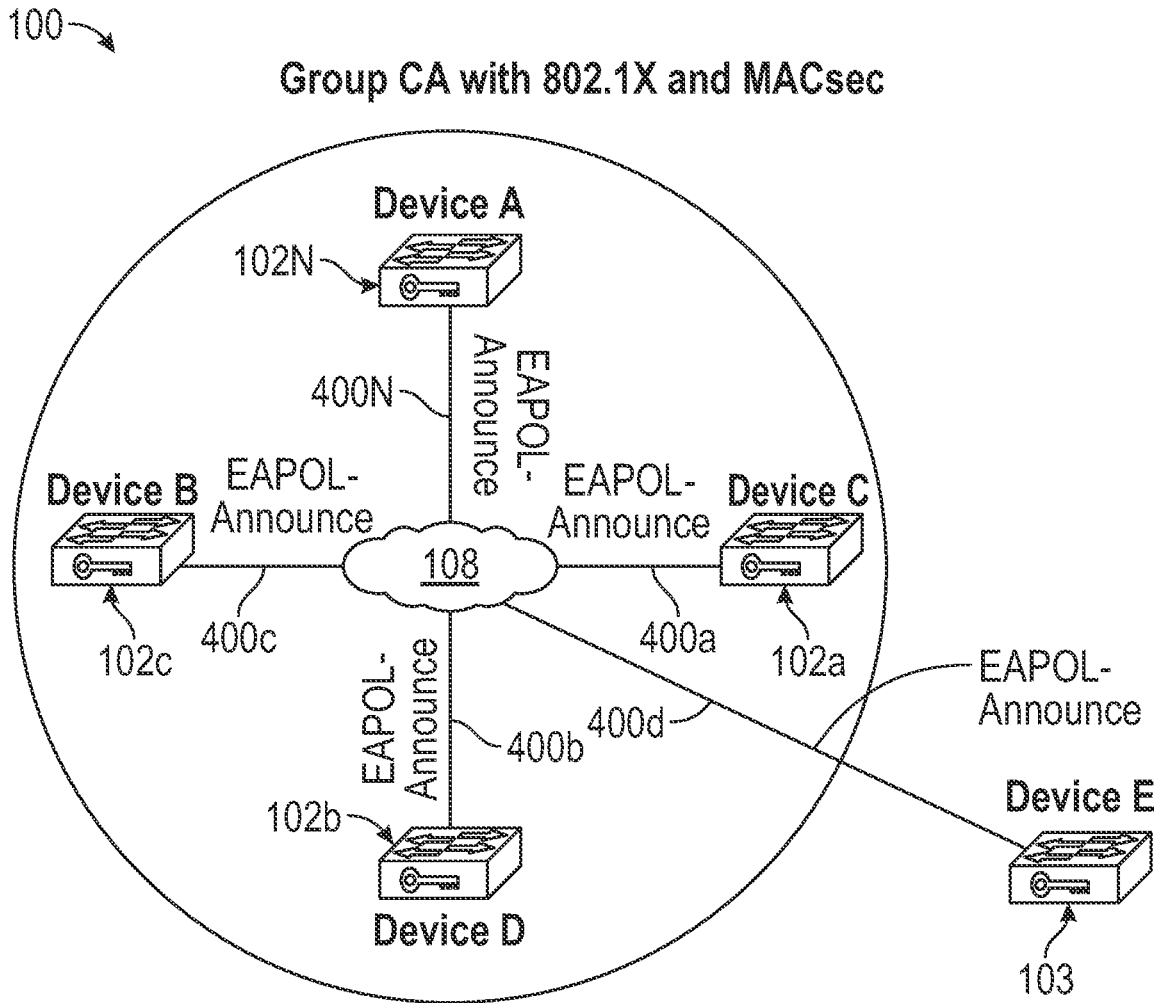 100
Group CA with 802.1X and MACsec
Device A
102N
400N
EAPOL-
Announce
Device B
EAPOL-
Announce
EAPOL-
Announce
Device C
108
102c
400c
400a
102a
EAPOL-
Announce
400b
400d
EAPOL-
Announce
102b
Device D
Device E
103